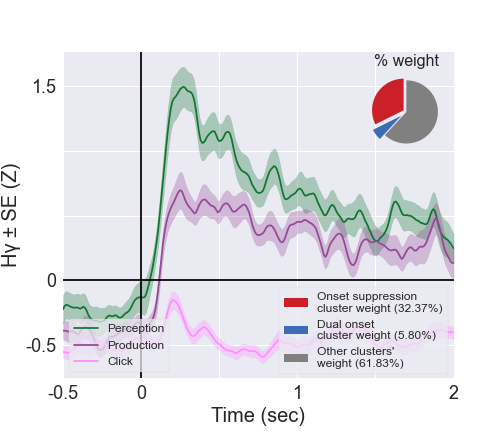 % weight
1.5
Hγ ± SE (Z)
0
Onset suppression
cluster weight (32.37%)
Dual onset
cluster weight (5.80%)
Other clusters'
weight (61.83%)
Perception
Production
Click
-0.5
-0.5
0
1
2
Time (sec)